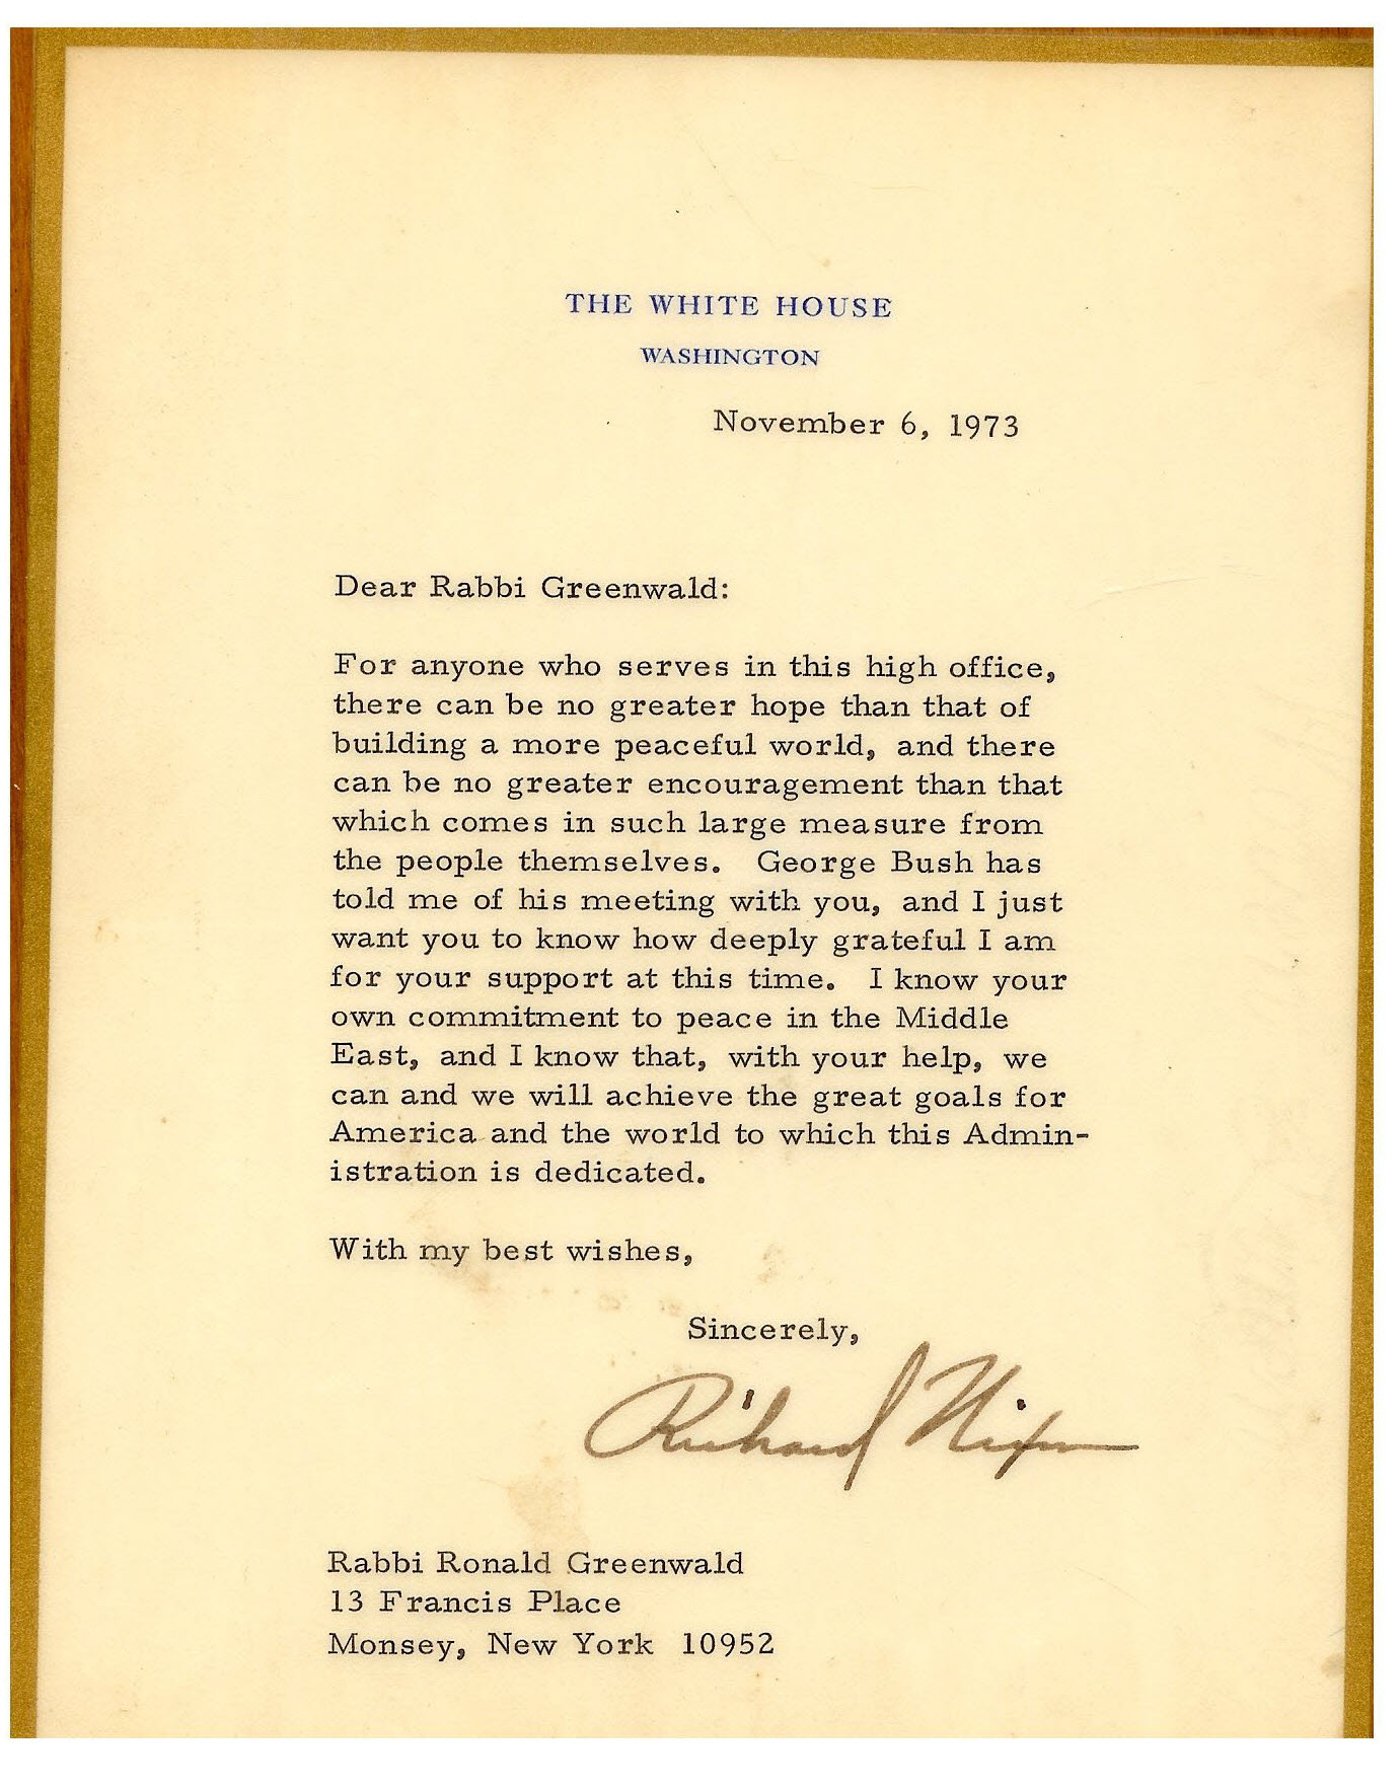 THE WHITE HOUSE
WASHINGTON
November 6, 1973
Dear Rabbi Greenwald:
For anyone who serves in this high office,
there can be no greater hope than that of
building a more peaceful world, and there
can be no greater encouragement than that
which comes in such large measure from
the people themselves. George Bush has
told me of his meeting with you, and I just
want you to know how deeply grateful I am
for your support at this time. I know your
own commitment to peace in the Middle
East, and I know that, with your help, we
can and we will achieve the great goals for
America and the world to which this Admin-
istration is dedicated.
With my best wishes,
Sincerely,
Richard Nixon
Rabbi Ronald Greenwald
13 Francis Place
Monsey, New York 10952